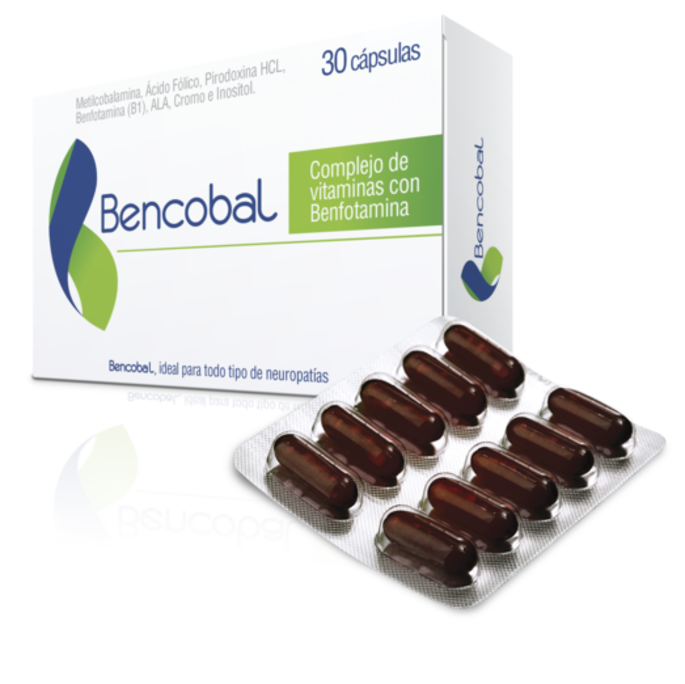 30 cápsulas
Metilcobalamina, Ácido Fólico, Pirodoxina HCL,
Benfotamina (B1), ALA, Cromo e Inositol.
Bencobal
Complejo de
vitaminas con
Benfotamina
Bencobal, ideal para todo tipo de neuropatías
Bencobal